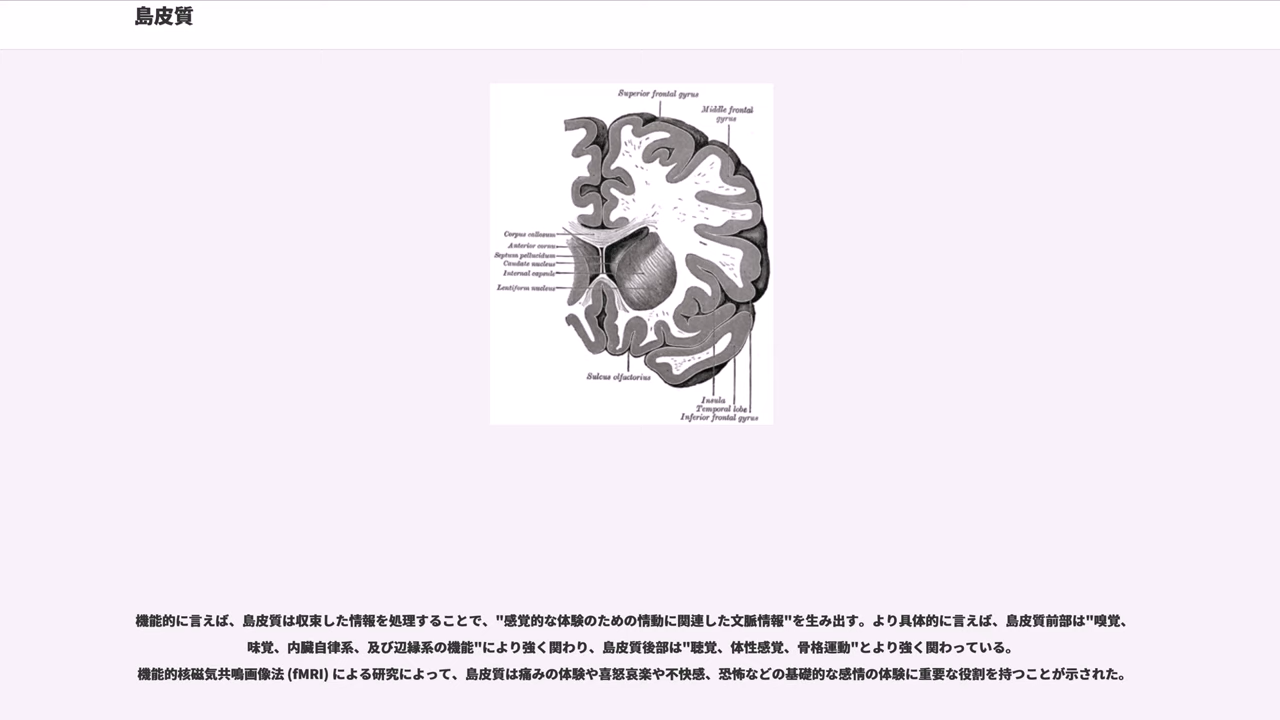 島皮質
Superior frontal gyrus
Middle frontal
gyrus
Corpus callosum
Anterior cornu
Septum pellucidum
Caudate nucleus
Internal capsule
Lentiform nucleus
Sulcus olfactorius
Insula
Temporal lobe
Inferior frontal gyrus
機能的に言えば、島皮質は収束した情報を処理することで、"感覚的な体験のための情動に関連した文脈情報"を生み出す。より具体的に言えば、島皮質前部は"嗅覚、
味覚、内臓自律系、及び辺縁系の機能"により強く関わり、島皮質後部は"聴覚、体性感覚、骨格運動"とより強く関わっている。
機能的核磁気共鳴画像法 (fMRI) による研究によって、島皮質は痛みの体験や喜怒哀楽や不快感、恐怖などの基礎的な感情の体験に重要な役割を持つことが示された。